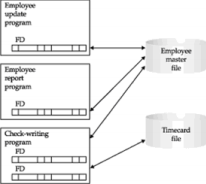 Employee
update
program
FD
Employee
master
file
Employee
report
program
FD
Check-writing
program
FD
FD
Timecard
file